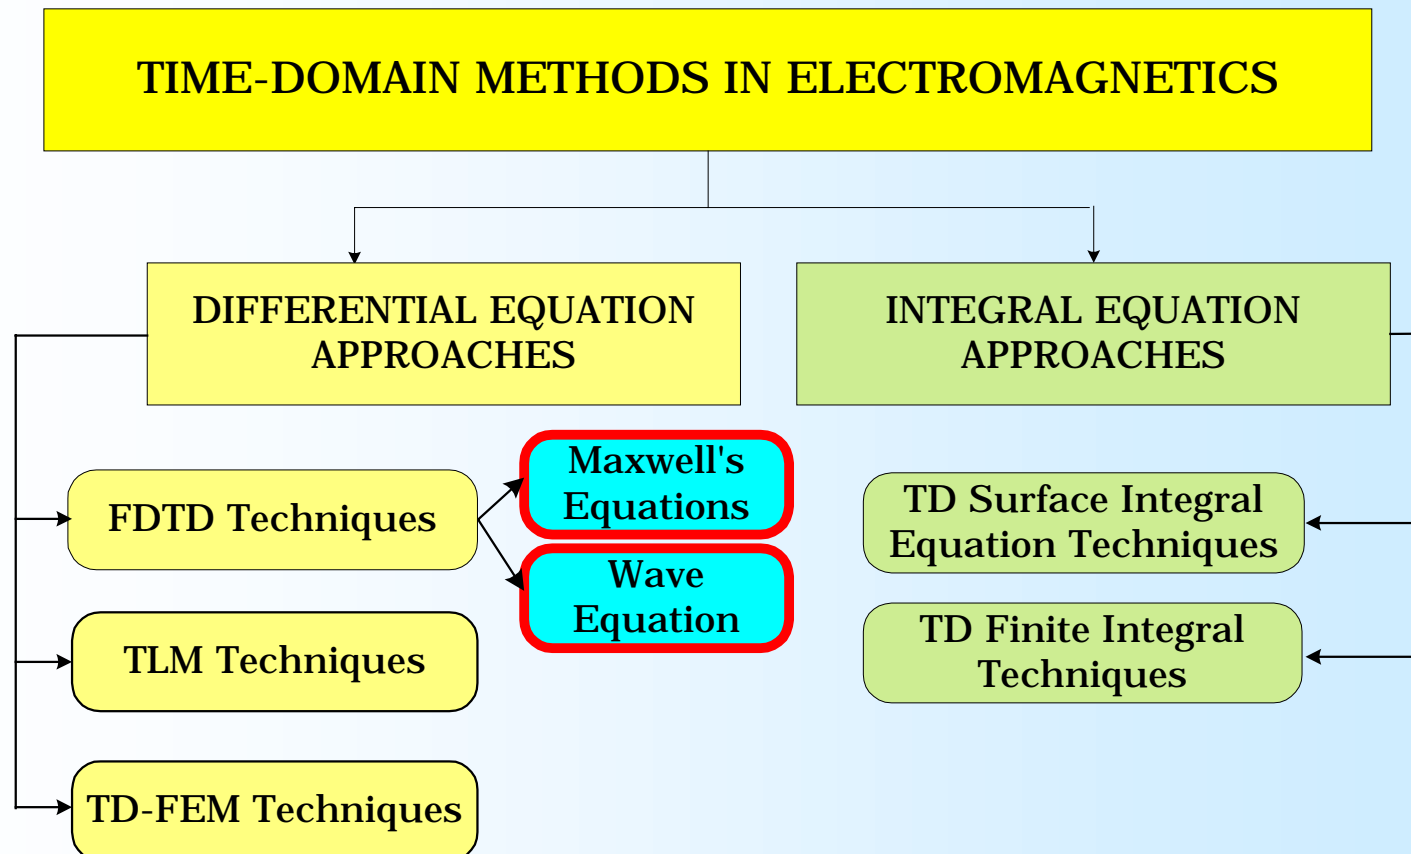 TIME-DOMAIN METHODS IN ELECTROMAGNETICS
DIFFERENTIAL EQUATION
APPROACHES
INTEGRAL EQUATION
APPROACHES
FDTD Techniques
Maxwell's
Equations
Wave
Equation
TLM Techniques
TD-FEM Techniques
TD Surface Integral
Equation Techniques
TD Finite Integral
Techniques